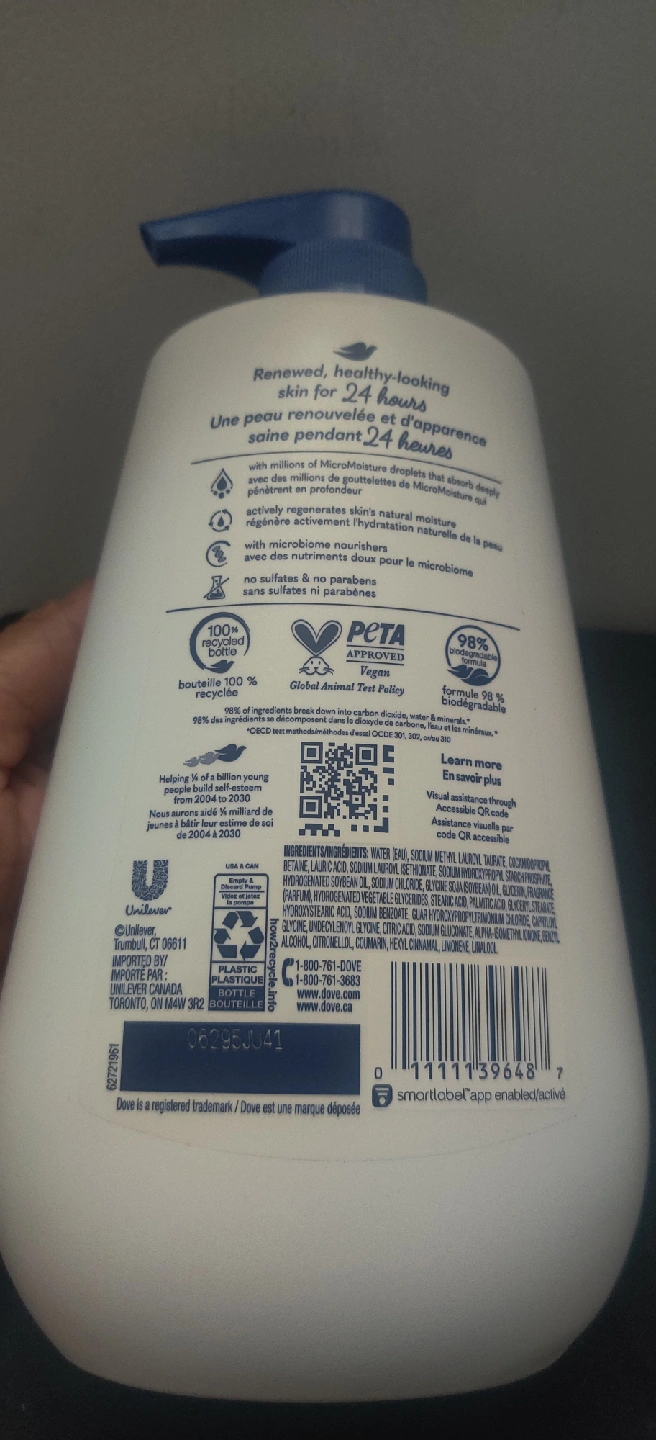 Renewed, healthy-looking
skin for 24 hours
Une peau renouvelée et d'apparence
saine pendant 24 heures
with millions of MicroMoisture droplets that absorb deeply
avec des millions de gouttelettes de MicroMoisture qui
pénètrent en profondeur
actively regenerates skin's natural moisture
régénère activement l'hydratation naturelle de la peau
with microbiome nourishers
avec des nutriments doux pour le microbiome
no sulfates & no parabens
sans sulfates ni parabènes
100%
recycled
bottle
bouteille 100 %
recyclée
PETA
APPROVED
Vegan
Global Animal Test Policy
98%
biodegradable
formula
formule 98 %
biodégradable
98% of ingredients break down into carbon dioxide, water & minerals.*
98% des ingrédients se décomposent dans le dioxyde de carbone, l'eau et les minéraux.*
*OECD test methods/méthodes d'essai OCDE 301, 302, or/ou 310
Helping ¼ of a billion young
people build self-esteem
from 2004 to 2030
Nous aurons aidé ¼ milliard de
jeunes à bâtir leur estime de soi
de 2004 à 2030
Learn more
En savoir plus
Visual assistance through
Accessible QR code
Assistance visuelle par
code QR accessible
INGREDIENTS/INGRÉDIENTS: WATER (EAU), SODIUM METHYL LAUROYL TAURATE, COCAMIDOPROPYL
BETAINE, LAURIC ACID, SODIUM LAUROYL ISETHIONATE, SODIUM HYDROXYPROPYL STARCH PHOSPHATE,
HYDROGENATED SOYBEAN OIL, SODIUM CHLORIDE, GLYCINE SOJA (SOYBEAN) OIL, GLYCERIN, FRAGRANCE
(PARFUM), HYDROGENATED VEGETABLE GLYCERIDES, STEARIC ACID, PALMITIC ACID, GLYCERYL STEARATE,
HYDROXYSTEARIC ACID, SODIUM BENZOATE, GUAR HYDROXYPROPYLTRIMONIUM CHLORIDE, CAPRYLOYL
GLYCINE, UNDECYLENOYL GLYCINE, CITRIC ACID, SODIUM GLUCONATE, ALPHA-ISOMETHYL IONONE, BENZYL
ALCOHOL, CITRONELLOL, COUMARIN, HEXYL CINNAMAL, LIMONENE, LINALOOL.
Unilever
©Unilever,
Trumbull, CT 06611
IMPORTED BY/
IMPORTÉ PAR :
UNILEVER CANADA
TORONTO, ON M4W 3R2
USA & CAN
Empty &
Discard Pump
Videz et jetez
la pompe
PLASTIC
PLASTIQUE
BOTTLE
BOUTEILLE
how2recycle.info
1-800-761-DOVE
1-800-761-3683
www.dove.com
www.dove.ca
62721961
06295JU41
Dove is a registered trademark / Dove est une marque déposée
0 11111 39648 7
smartlabel™ app enabled/activé